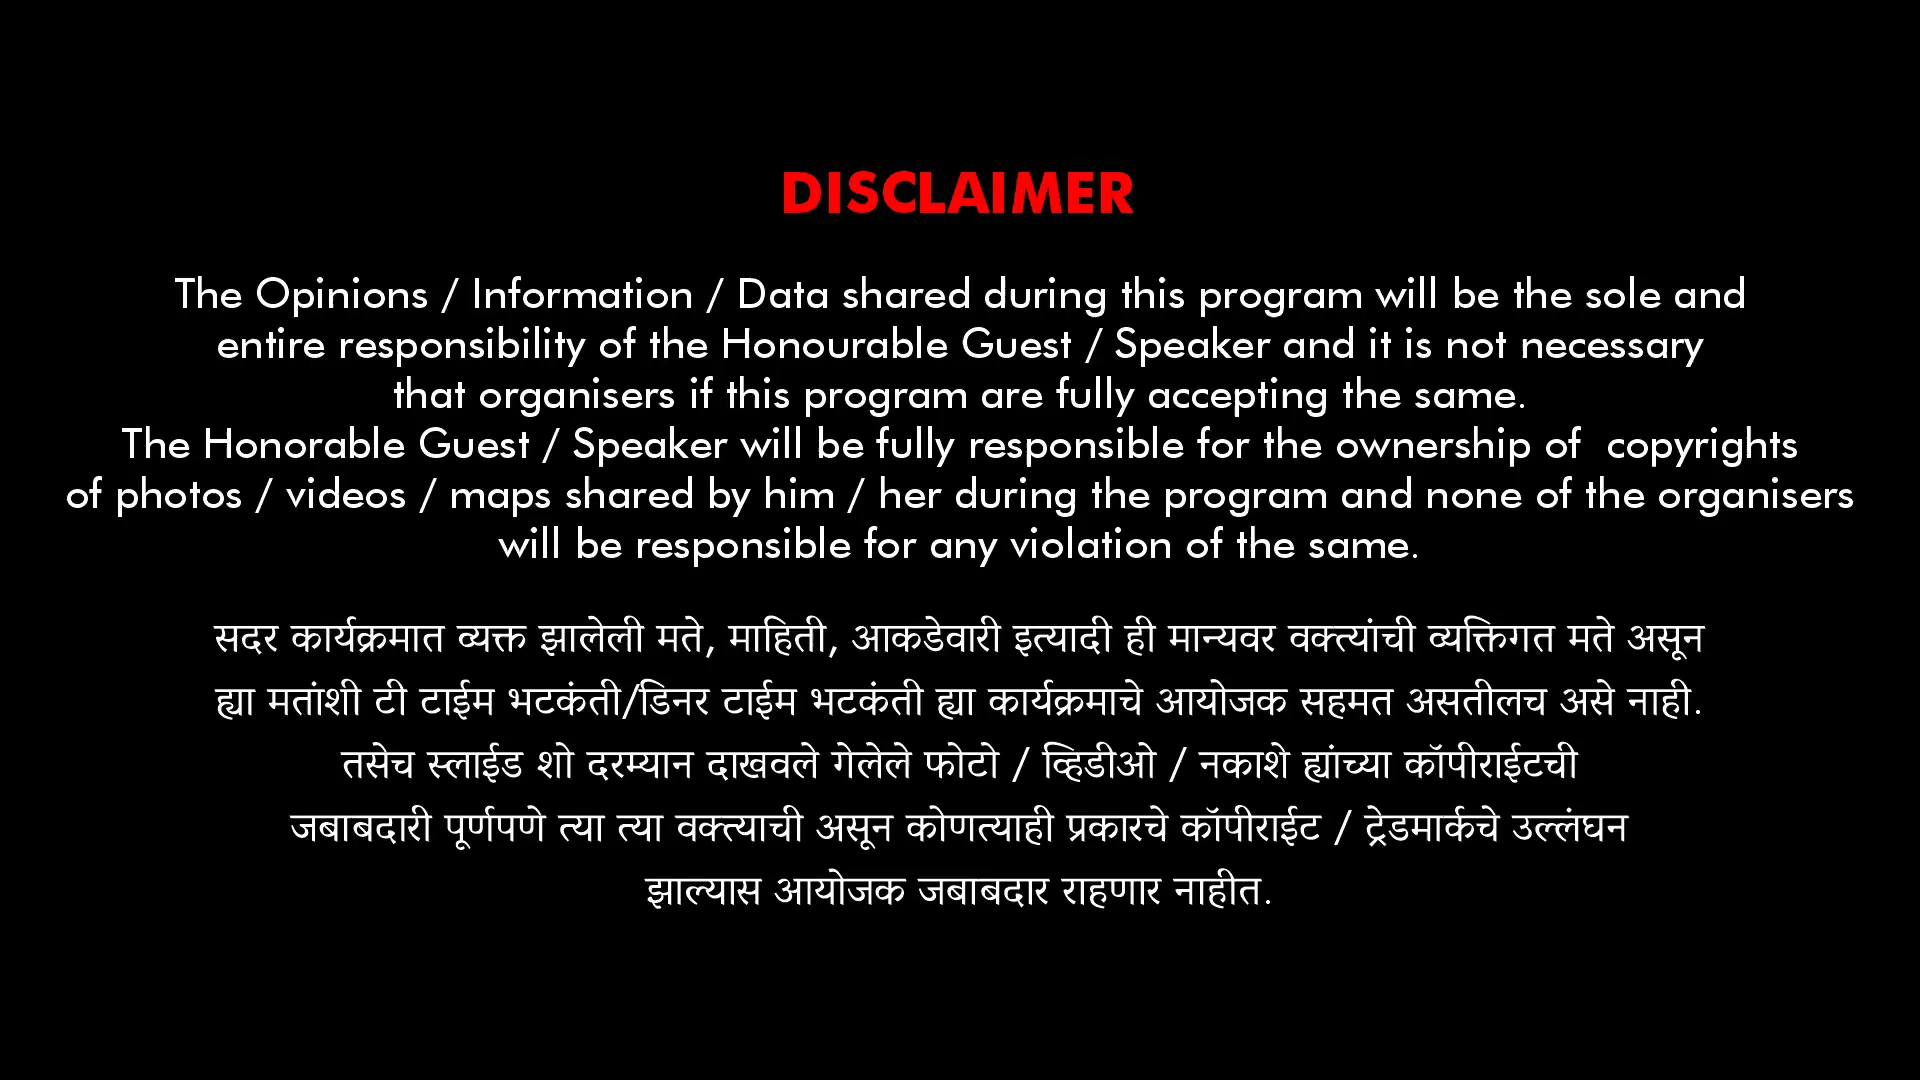 DISCLAIMER
The Opinions / Information / Data shared during this program will be the sole and
entire responsibility of the Honourable Guest / Speaker and it is not necessary
that organisers if this program are fully accepting the same.
The Honorable Guest / Speaker will be fully responsible for the ownership of  copyrights
of photos / videos / maps shared by him / her during the program and none of the organisers
will be responsible for any violation of the same.
सदर कार्यक्रमात व्यक्त झालेली मते, माहिती, आकडेवारी इत्यादी ही मान्यवर वक्त्यांची व्यक्तिगत मते असून
ह्या मतांशी टी टाईम भटकंती/डिनर टाईम भटकंती ह्या कार्यक्रमाचे आयोजक सहमत असतीलच असे नाही.
तसेच स्लाईड शो दरम्यान दाखवले गेलेले फोटो / व्हिडीओ / नकाशे ह्यांच्या कॉपीराईटची
जबाबदारी पूर्णपणे त्या त्या वक्त्याची असून कोणत्याही प्रकारचे कॉपीराईट / ट्रेडमार्कचे उल्लंघन
झाल्यास आयोजक जबाबदार राहणार नाहीत.